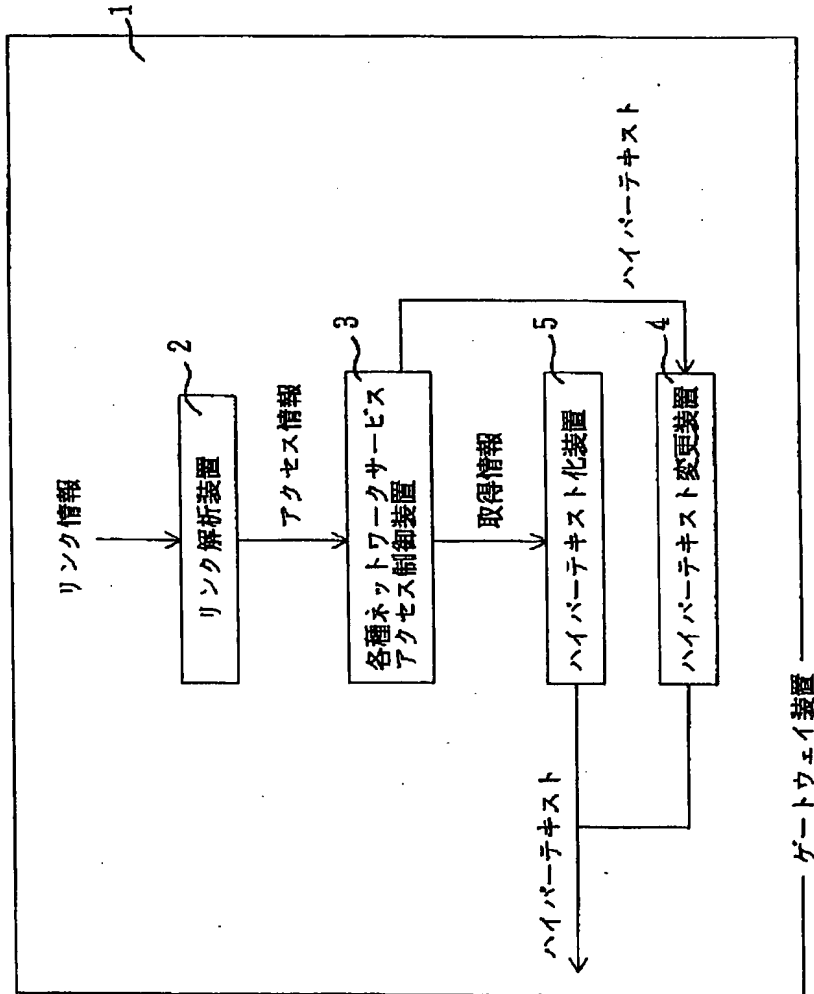 1
リンク情報
2
リンク解析装置
アクセス情報
3
各種ネットワークサービス
アクセス制御装置
ハイパーテキスト
取得情報
5
ハイパーテキスト化装置
4
ハイパーテキスト変更装置
ハイパーテキスト
ゲートウェイ装置